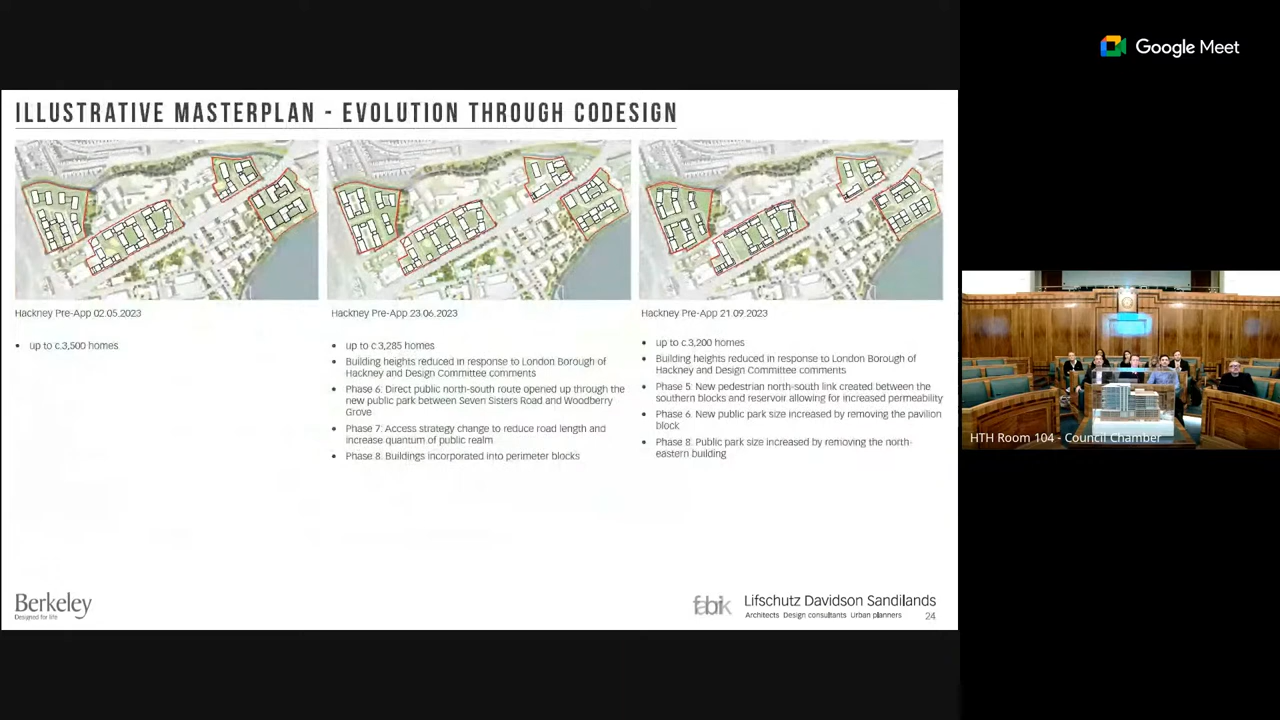 Google Meet
ILLUSTRATIVE MASTERPLAN - EVOLUTION THROUGH CODESIGN
Hackney Pre-App 02.05.2023
• up to c.3,500 homes
Hackney Pre-App 23.06.2023
• up to c.3,285 homes
• Building heights reduced in response to London Borough of
Hackney and Design Committee comments
• Phase 6: Direct public north-south route opened up through the
new public park between Seven Sisters Road and Woodberry
Grove
• Phase 7: Access strategy change to reduce road length and
increase quantum of public realm
• Phase 8: Buildings incorporated into perimeter blocks
Hackney Pre-App 21.09.2023
• up to c.3,200 homes
• Building heights reduced in response to London Borough of
Hackney and Design Committee comments
• Phase 5: New pedestrian north-south link created between the
southern blocks and reservoir allowing for increased permeability
• Phase 6: New public park size increased by removing the pavilion
block
• Phase 8: Public park size increased by removing the north-
eastern building
HTH Room 104 - Council Chamber
Berkeley
Designed for life
fabrik
Lifschutz Davidson Sandilands
Architects Design consultants Urban planners
24